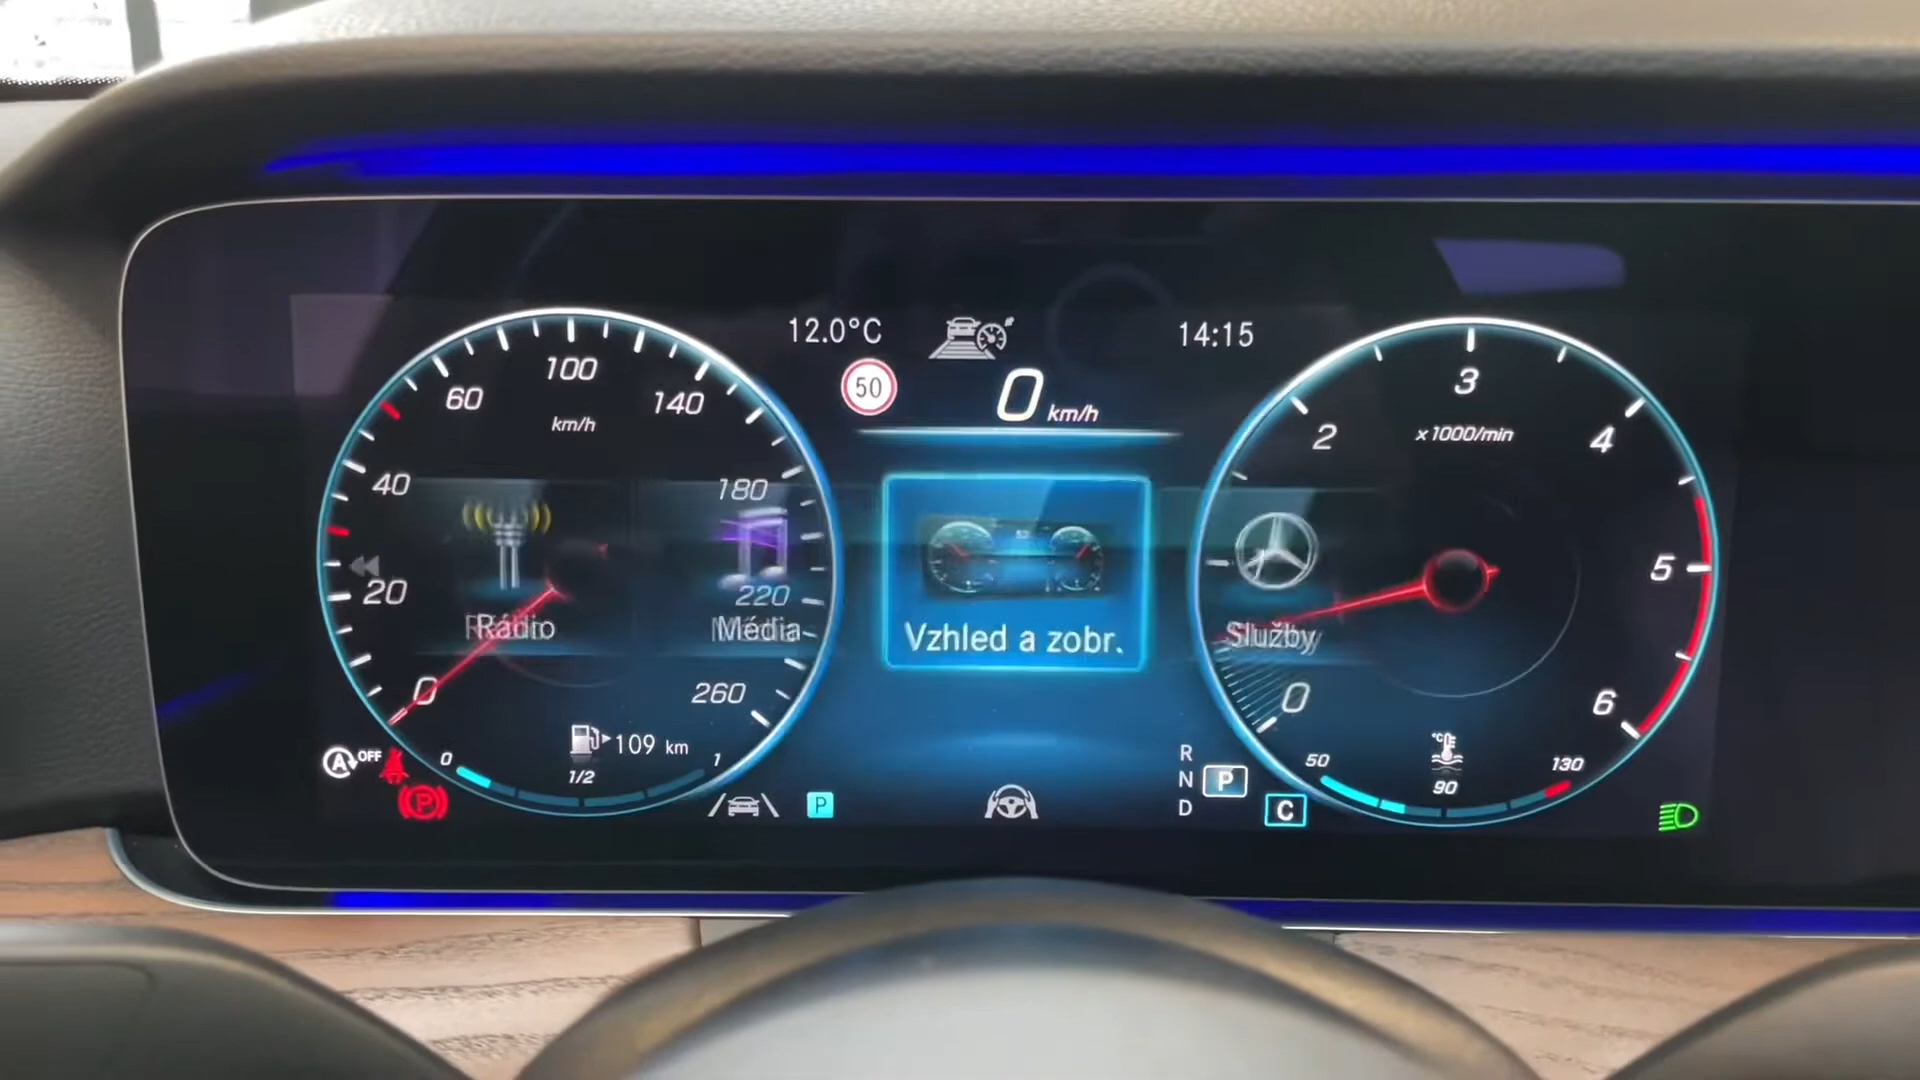 12.0°C
14:15
50
0 km/h
100
60
140
km/h
40
180
20
220
0
260
Rádio
Média
Vzhled a zobr.
Služby
3
2
4
x1000/min
5
0
6
109 km
OFF
A
P
0
1/2
1
P
R
N
P
D
C
50
°C
90
130